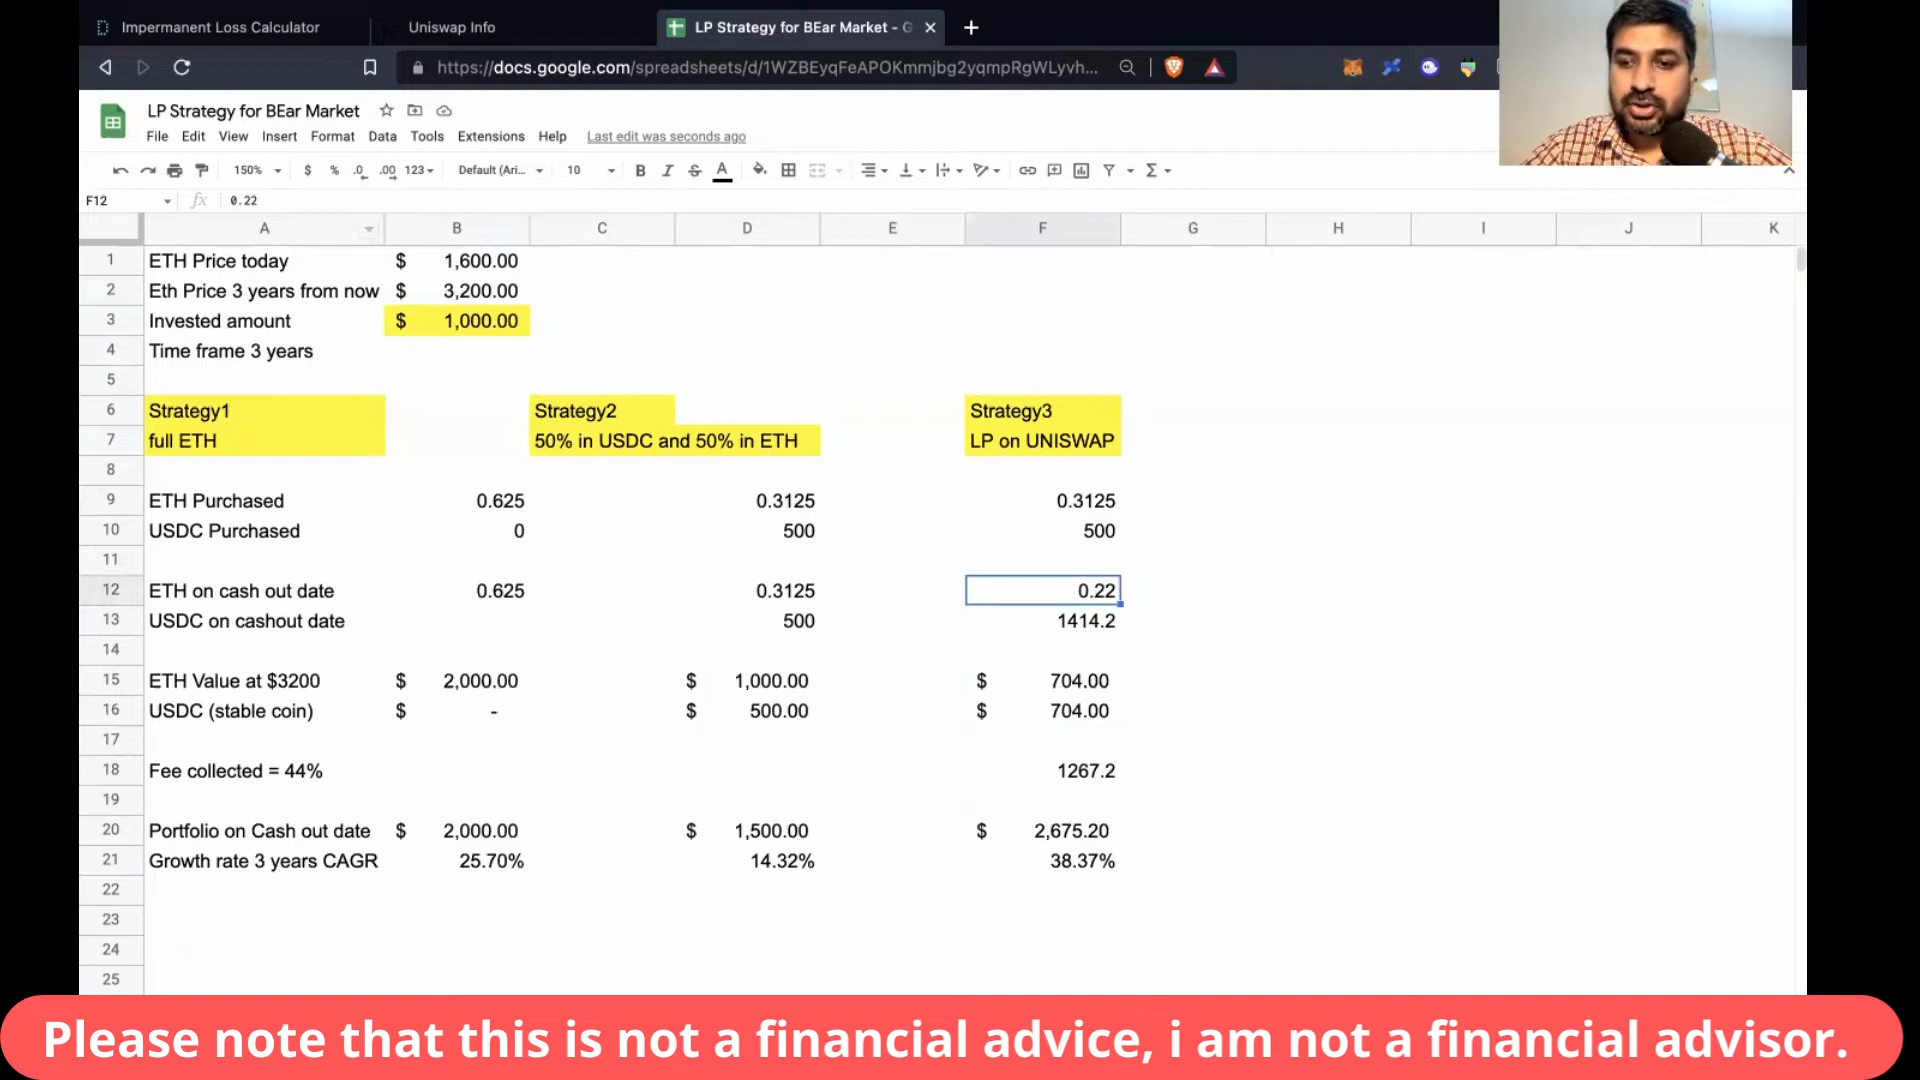 Impermanent Loss Calculator
Uniswap Info
LP Strategy for BEar Market - G
https://docs.google.com/spreadsheets/d/1WZBEyqFeAPOKmmjbg2yqmpRgWLyvh...
LP Strategy for BEar Market
File Edit View Insert Format Data Tools Extensions Help Last edit was seconds ago
150% $ % .0 .00 123 Default (Ari... 10 B I S A
F12 fx 0.22
A B C D E F G H I J K
1 ETH Price today $ 1,600.00
2 Eth Price 3 years from now $ 3,200.00
3 Invested amount $ 1,000.00
4 Time frame 3 years
5
6 Strategy1 Strategy2 Strategy3
7 full ETH 50% in USDC and 50% in ETH LP on UNISWAP
8
9 ETH Purchased 0.625 0.3125 0.3125
10 USDC Purchased 0 500 500
11
12 ETH on cash out date 0.625 0.3125 0.22
13 USDC on cashout date 500 1414.2
14
15 ETH Value at $3200 $ 2,000.00 $ 1,000.00 $ 704.00
16 USDC (stable coin) $ - $ 500.00 $ 704.00
17
18 Fee collected = 44% 1267.2
19
20 Portfolio on Cash out date $ 2,000.00 $ 1,500.00 $ 2,675.20
21 Growth rate 3 years CAGR 25.70% 14.32% 38.37%
22
23
24
25
Please note that this is not a financial advice, i am not a financial advisor.